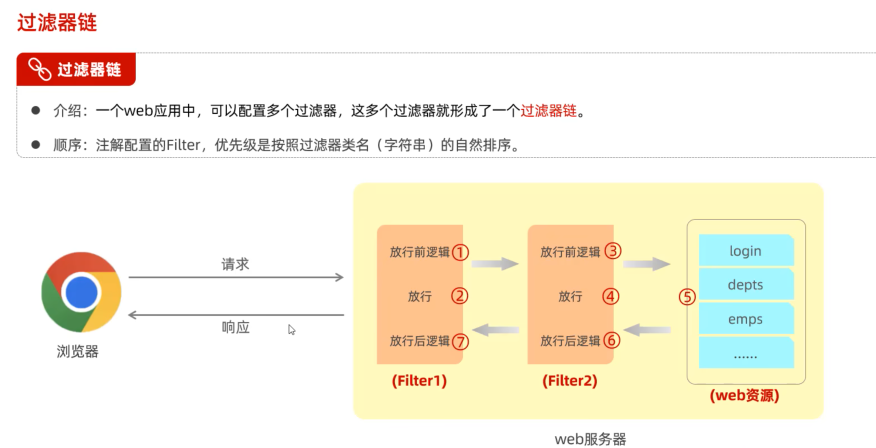 过滤器链
过滤器链
● 介绍：一个web应用中，可以配置多个过滤器，这多个过滤器就形成了一个过滤器链。
● 顺序：注解配置的Filter，优先级是按照过滤器类名（字符串）的自然排序。
请求
响应
浏览器
放行前逻辑 ①
放行 ②
放行后逻辑 ⑦
(Filter1)
放行前逻辑 ③
放行 ④
放行后逻辑 ⑥
(Filter2)
⑤
login
depts
emps
......
(web资源)
web服务器